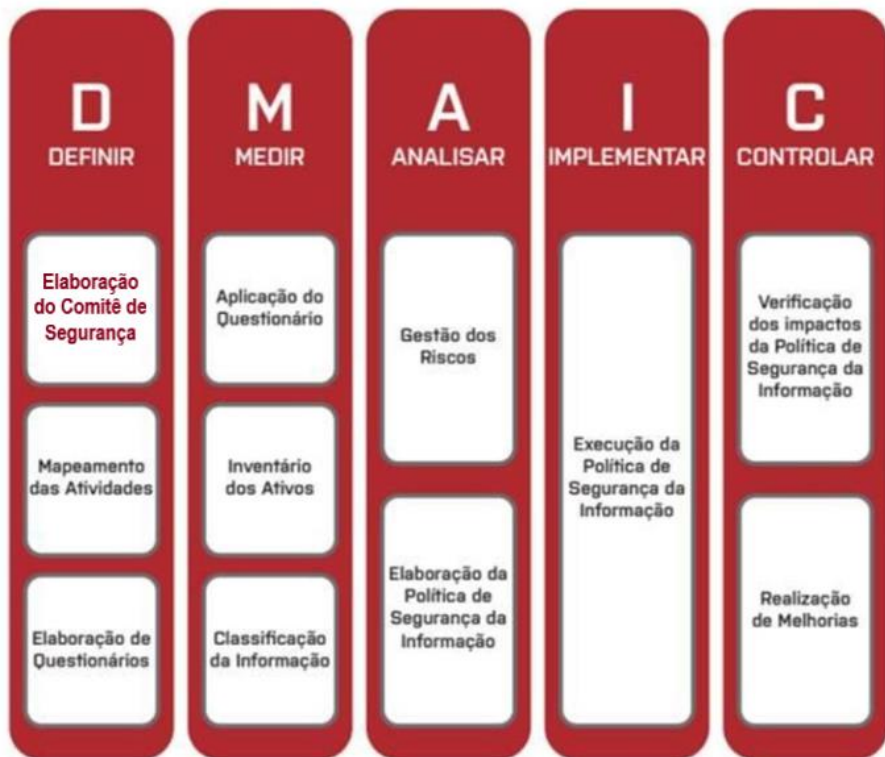 D
DEFINIR
Elaboração
do Comitê de
Segurança
Mapeamento
das Atividades
Elaboração de
Questionários
M
MEDIR
Aplicação do
Questionário
Inventário
dos Ativos
Classificação
da Informação
A
ANALISAR
Gestão dos
Riscos
Elaboração da
Política de
Segurança da
Informação
I
IMPLEMENTAR
Execução da
Política de
Segurança da
Informação
C
CONTROLAR
Verificação
dos impactos
da Política de
Segurança da
Informação
Realização
de Melhorias